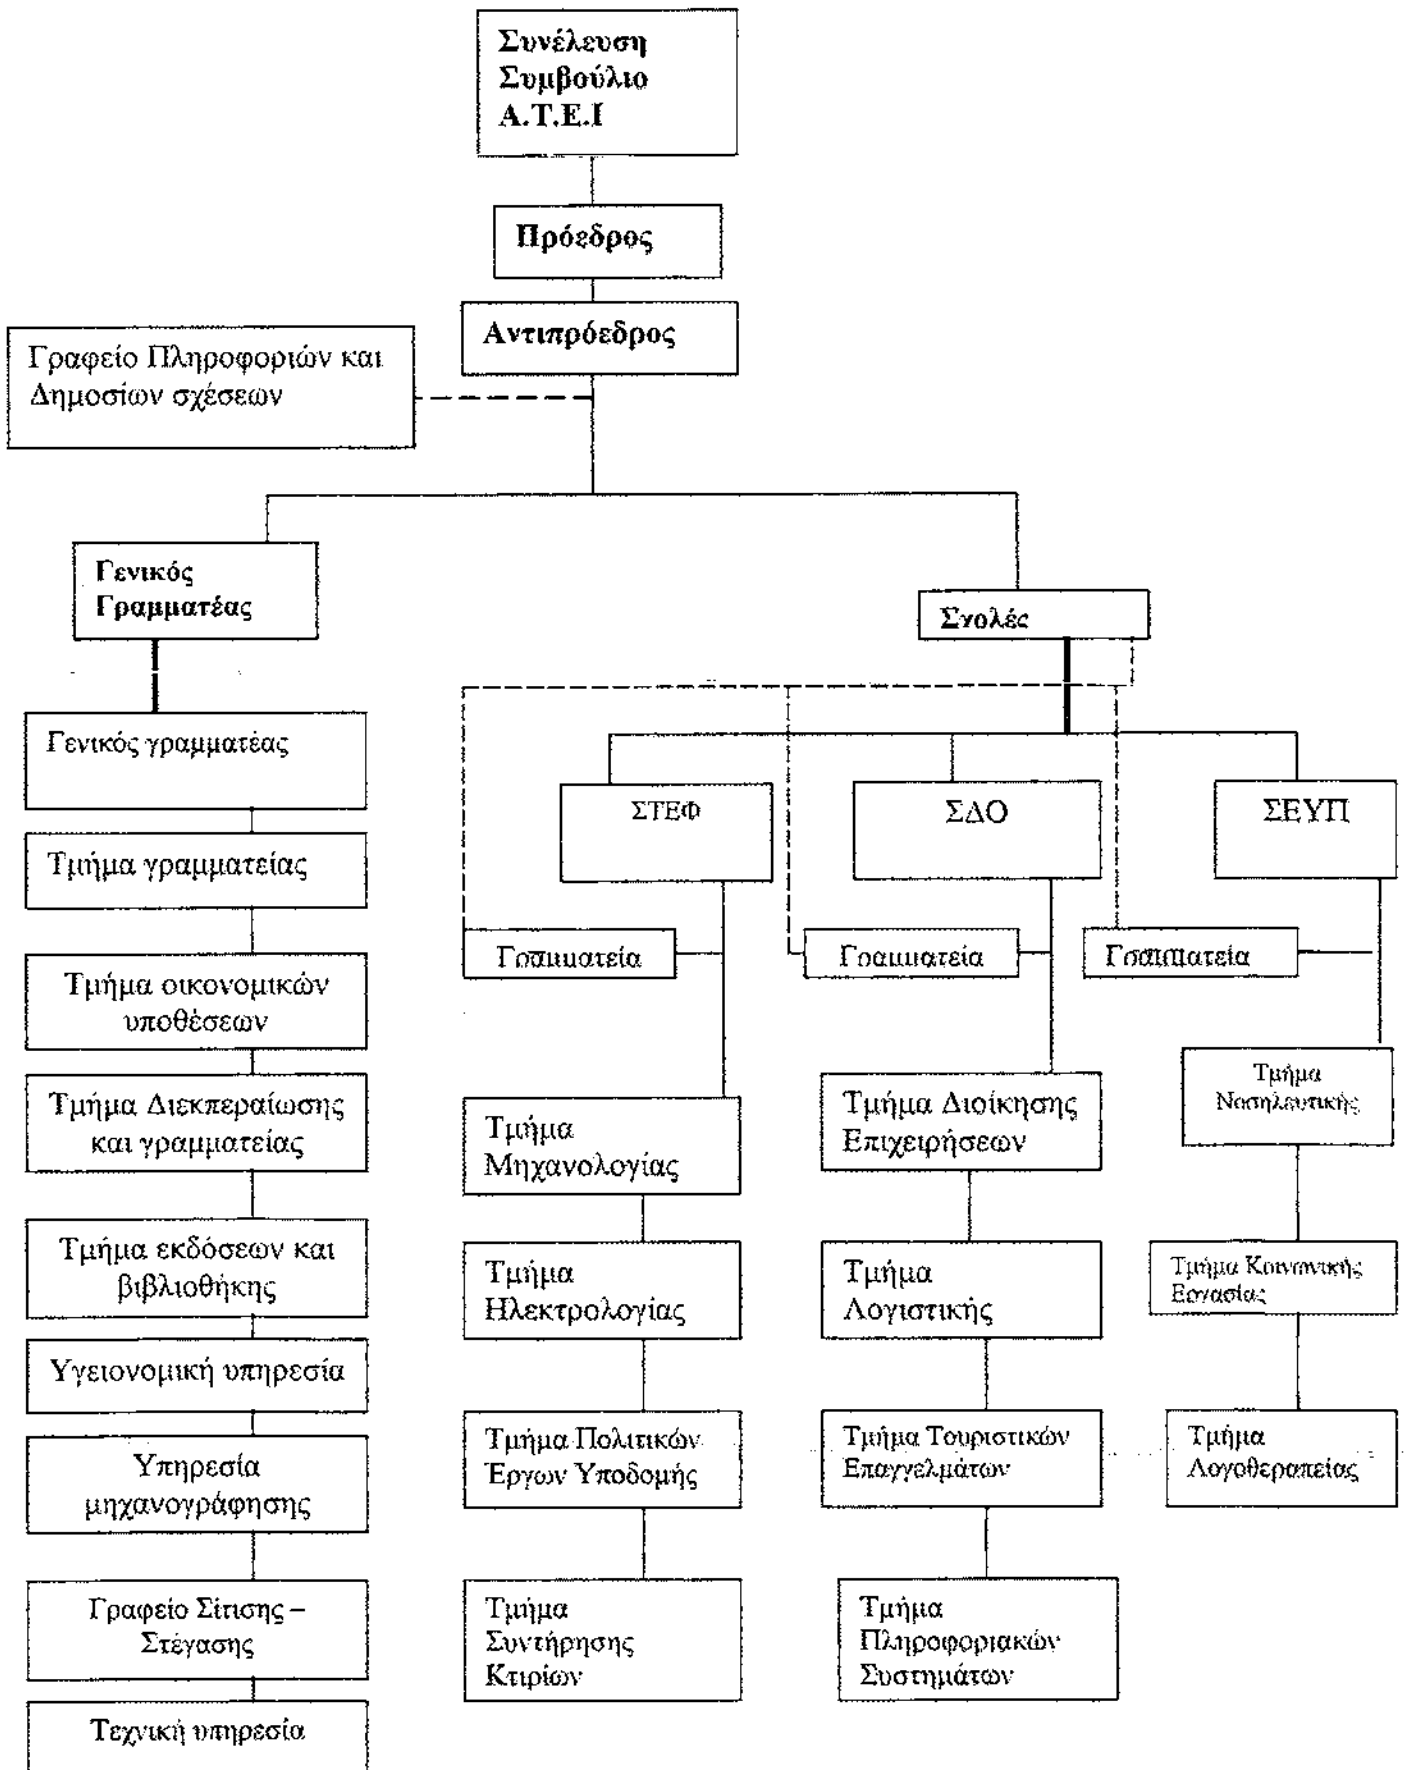 Συνέλευση
Συμβούλιο
Α.Τ.Ε.Ι
Πρόεδρος
Αντιπρόεδρος
Γραφείο Πληροφοριών και
Δημοσίων σχέσεων
Γενικός
Γραμματέας
Σχολές
Γενικός γραμματέας
Τμήμα γραμματείας
Τμήμα οικονομικών
υποθέσεων
Τμήμα Διεκπεραίωσης
και γραμματείας
Τμήμα εκδόσεων και
βιβλιοθήκης
Υγειονομική υπηρεσία
Υπηρεσία
μηχανογράφησης
Γραφείο Σίτισης –
Στέγασης
Τεχνική υπηρεσία
ΣΤΕΦ
Γραμματεία
Τμήμα
Μηχανολογίας
Τμήμα
Ηλεκτρολογίας
Τμήμα Πολιτικών
Έργων Υποδομής
Τμήμα
Συντήρησης
Κτιρίων
ΣΔΟ
Γραμματεία
Τμήμα Διοίκησης
Επιχειρήσεων
Τμήμα
Λογιστικής
Τμήμα Τουριστικών
Επαγγελμάτων
Τμήμα
Πληροφοριακών
Συστημάτων
ΣΕΥΠ
Γραμματεία
Τμήμα
Νοσηλευτικής
Τμήμα Κοινωνικής
Εργασίας
Τμήμα
Λογοθεραπείας